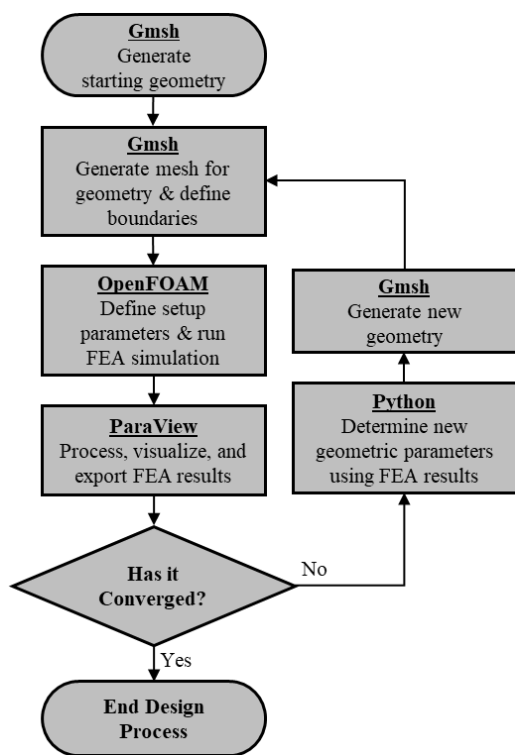 Gmsh
Generate
starting geometry
Gmsh
Generate mesh for
geometry & define
boundaries
OpenFOAM
Define setup
parameters & run
FEA simulation
ParaView
Process, visualize, and
export FEA results
Has it
Converged?
Yes
End Design
Process
No
Python
Determine new
geometric parameters
using FEA results
Gmsh
Generate new
geometry